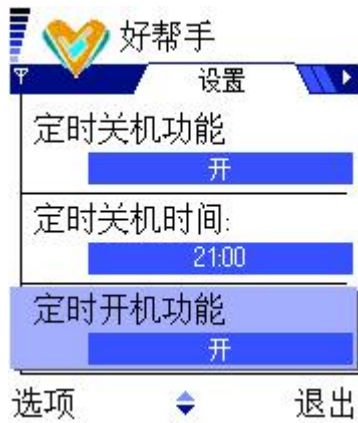 好帮手
设置
定时关机功能
开
定时关机时间:
21:00
定时开机功能
开
选项 退出